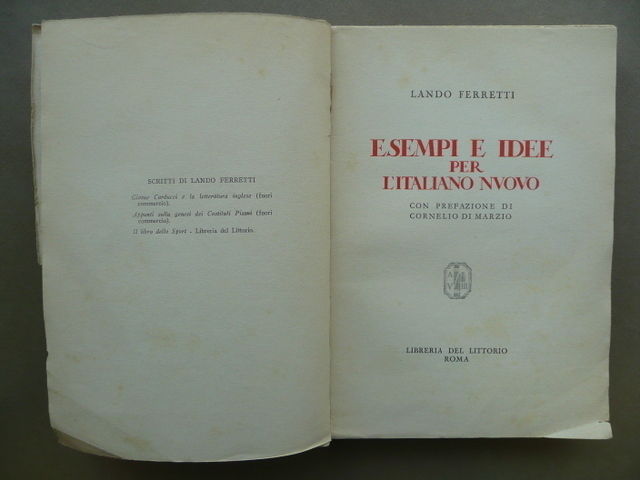 SCRITTI DI LANDO FERRETTI
Giosue Carducci e la letteratura inglese (fuori
commercio).
Appunti sulla genesi dei Costituti Pisani (fuori
commercio).
Il libro dello Sport - Libreria del Littorio.
LANDO FERRETTI
ESEMPI E IDEE
PER
L'ITALIANO NVOVO
CON PREFAZIONE DI
CORNELIO DI MARZIO
LIBRERIA DEL LITTORIO
ROMA